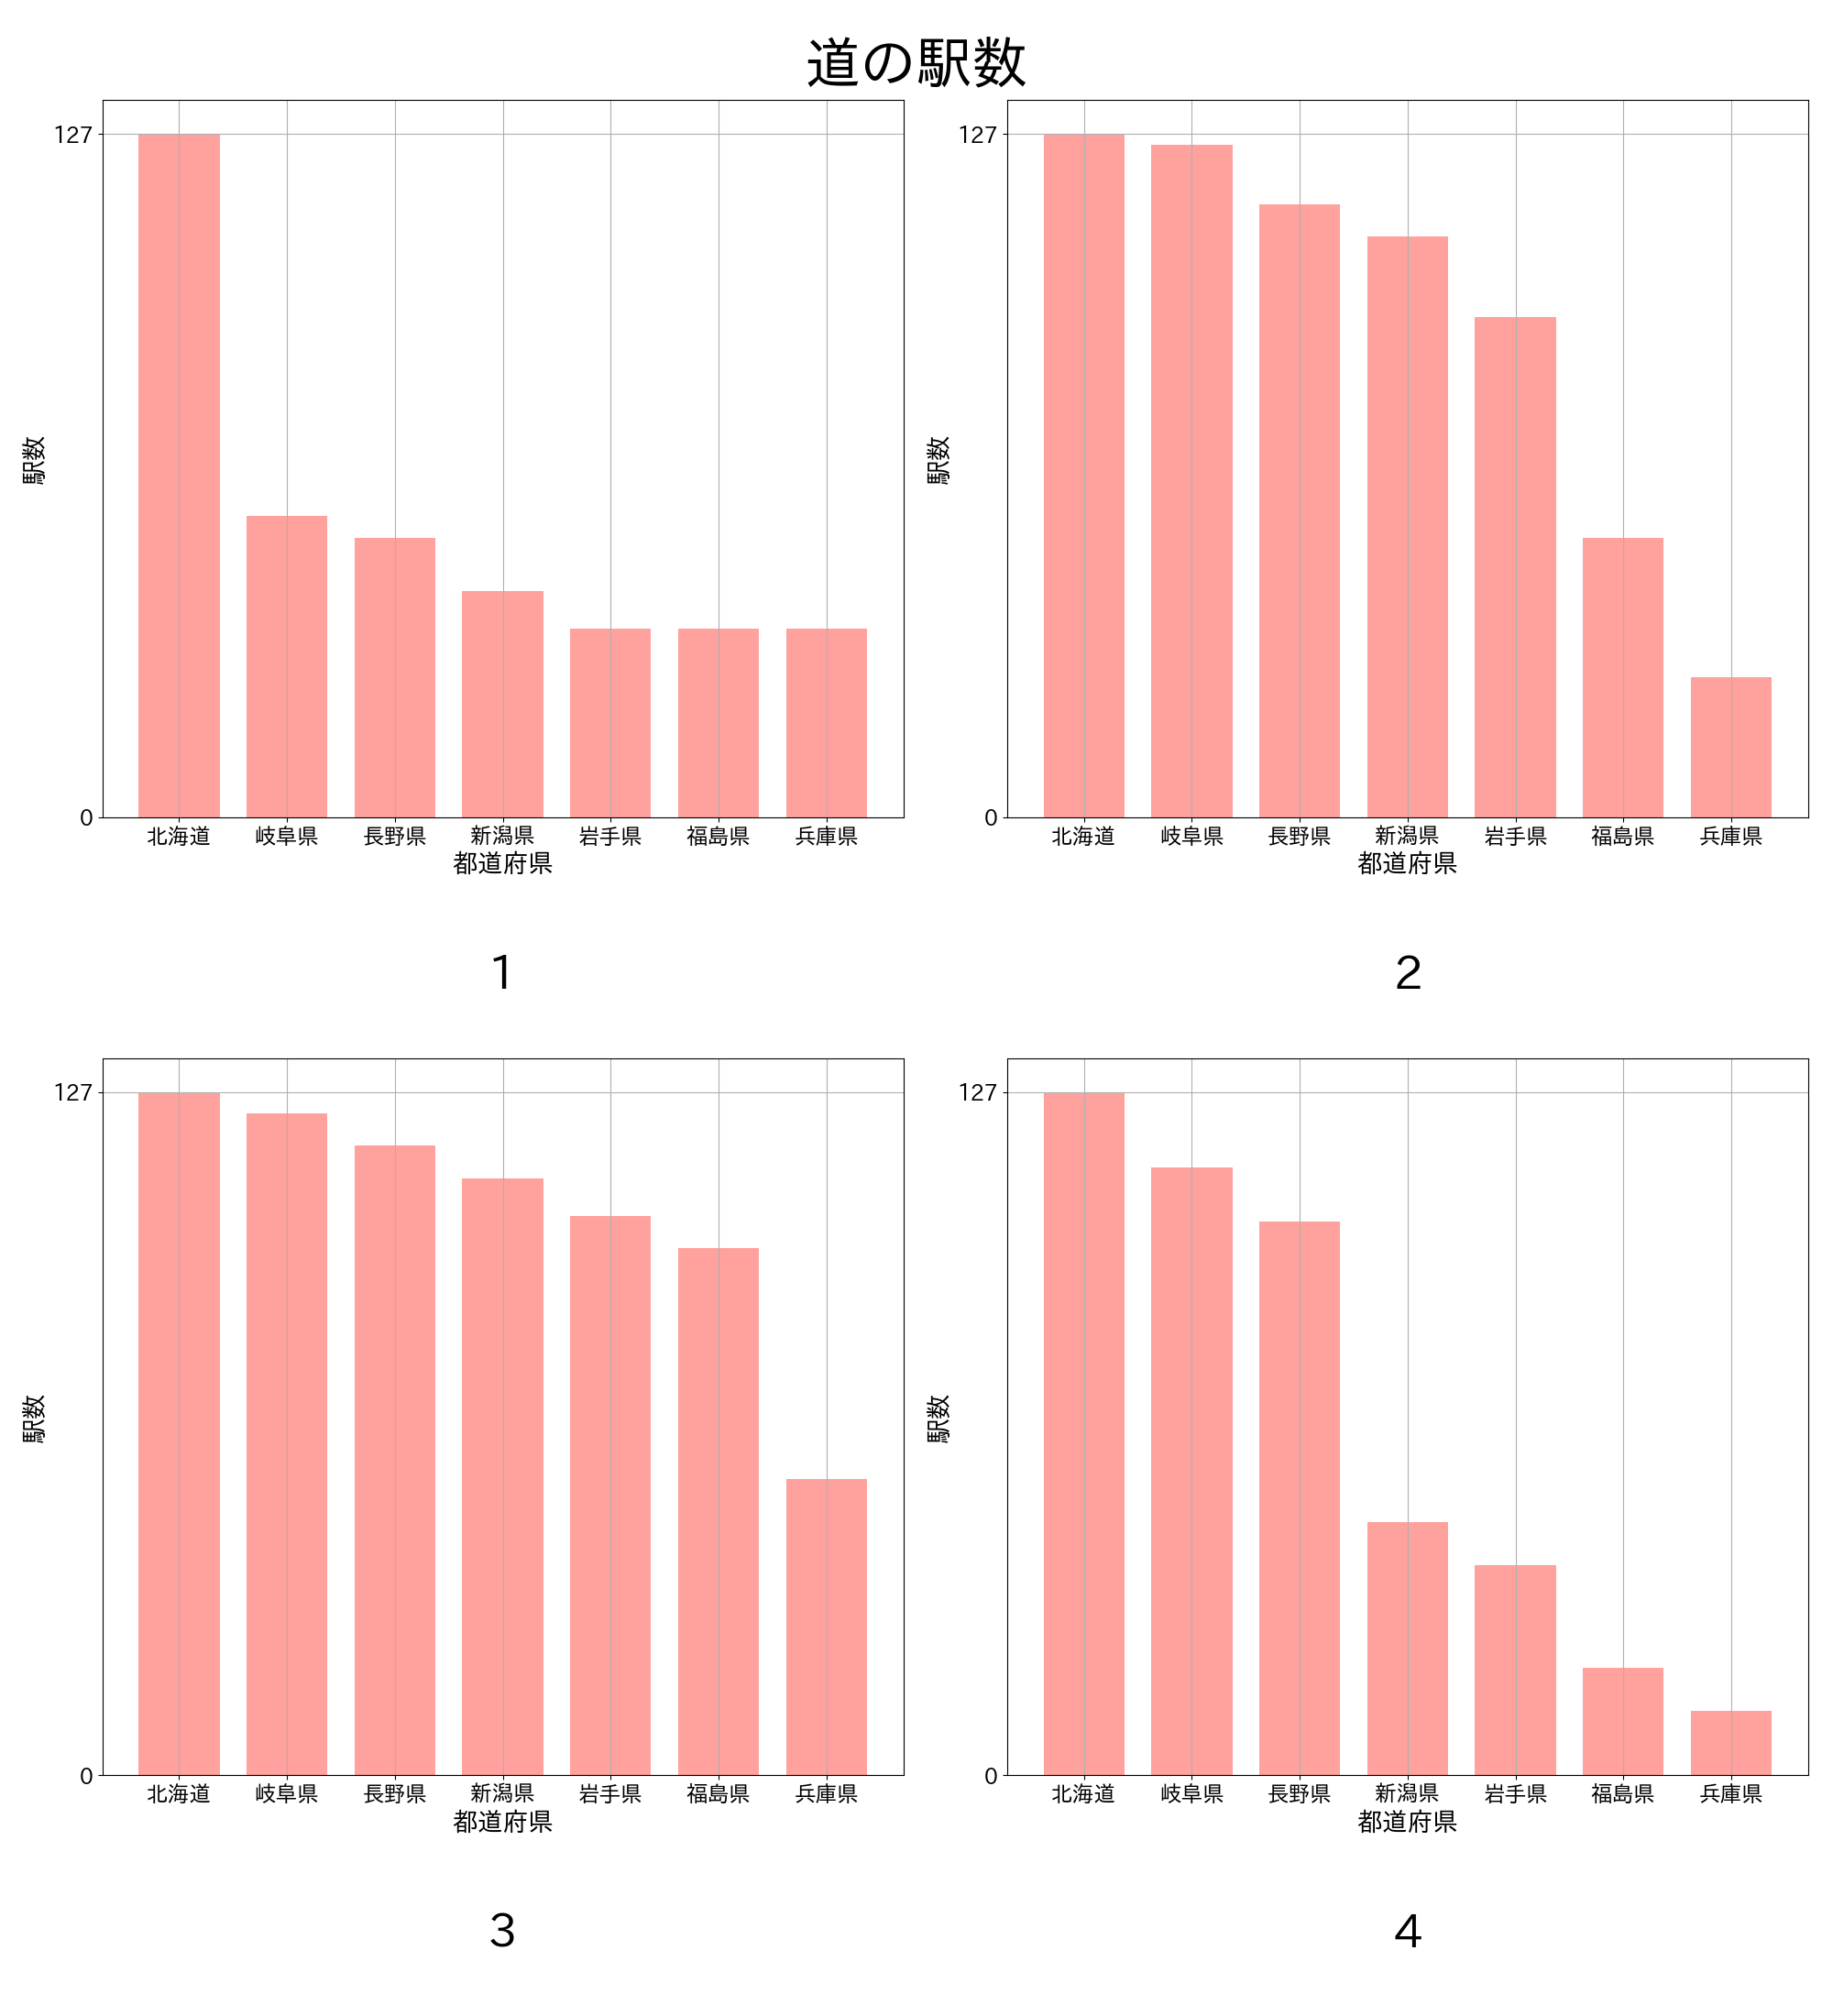 道の駅数
127
0
駅数
北海道 岐阜県 長野県 新潟県 岩手県 福島県 兵庫県
都道府県
1
127
0
駅数
北海道 岐阜県 長野県 新潟県 岩手県 福島県 兵庫県
都道府県
2
127
0
駅数
北海道 岐阜県 長野県 新潟県 岩手県 福島県 兵庫県
都道府県
3
127
0
駅数
北海道 岐阜県 長野県 新潟県 岩手県 福島県 兵庫県
都道府県
4